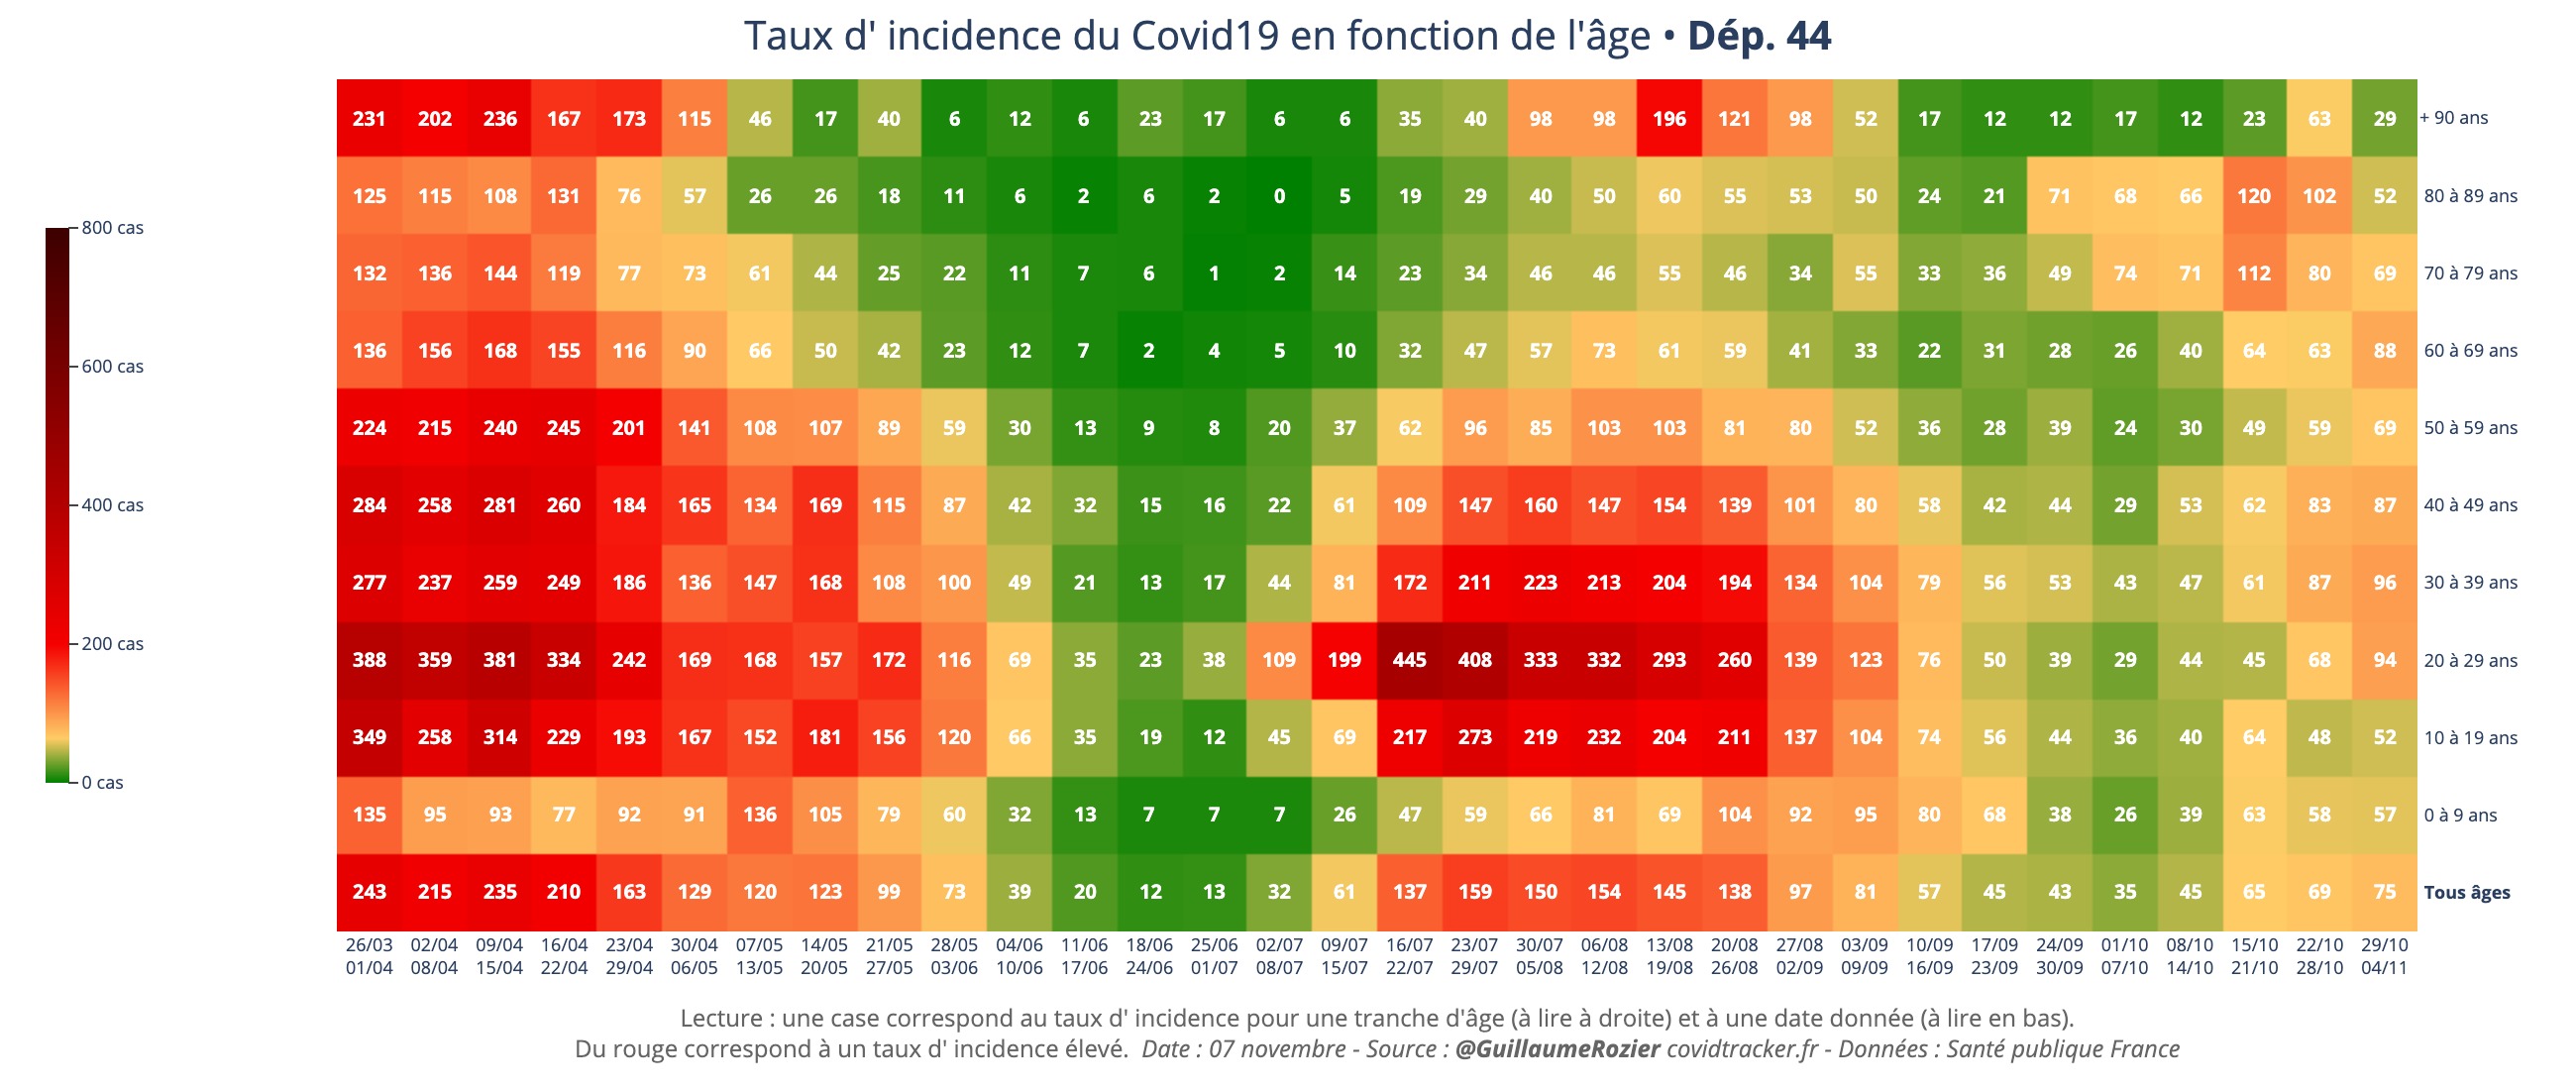 Taux d' incidence du Covid19 en fonction de l'âge • Dép. 44
800 cas
600 cas
400 cas
200 cas
0 cas
231 202 236 167 173 115 46 17 40 6 12 6 23 17 6 6 35 40 98 98 196 121 98 52 17 12 12 17 12 23 63 29 + 90 ans
125 115 108 131 76 57 26 26 18 11 6 2 6 2 0 5 19 29 40 50 60 55 53 50 24 21 71 68 66 120 102 52 80 à 89 ans
132 136 144 119 77 73 61 44 25 22 11 7 6 1 2 14 23 34 46 46 55 46 34 55 33 36 49 74 71 112 80 69 70 à 79 ans
136 156 168 155 116 90 66 50 42 23 12 7 2 4 5 10 32 47 57 73 61 59 41 33 22 31 28 26 40 64 63 88 60 à 69 ans
224 215 240 245 201 141 108 107 89 59 30 13 9 8 20 37 62 96 85 103 103 81 80 52 36 28 39 24 30 49 59 69 50 à 59 ans
284 258 281 260 184 165 134 169 115 87 42 32 15 16 22 61 109 147 160 147 154 139 101 80 58 42 44 29 53 62 83 87 40 à 49 ans
277 237 259 249 186 136 147 168 108 100 49 21 13 17 44 81 172 211 223 213 204 194 134 104 79 56 53 43 47 61 87 96 30 à 39 ans
388 359 381 334 242 169 168 157 172 116 69 35 23 38 109 199 445 408 333 332 293 260 139 123 76 50 39 29 44 45 68 94 20 à 29 ans
349 258 314 229 193 167 152 181 156 120 66 35 19 12 45 69 217 273 219 232 204 211 137 104 74 56 44 36 40 64 48 52 10 à 19 ans
135 95 93 77 92 91 136 105 79 60 32 13 7 7 7 26 47 59 66 81 69 104 92 95 80 68 38 26 39 63 58 57 0 à 9 ans
243 215 235 210 163 129 120 123 99 73 39 20 12 13 32 61 137 159 150 154 145 138 97 81 57 45 43 35 45 65 69 75 Tous âges
26/03 02/04 09/04 16/04 23/04 30/04 07/05 14/05 21/05 28/05 04/06 11/06 18/06 25/06 02/07 09/07 16/07 23/07 30/07 06/08 13/08 20/08 27/08 03/09 10/09 17/09 24/09 01/10 08/10 15/10 22/10 29/10
01/04 08/04 15/04 22/04 29/04 06/05 13/05 20/05 27/05 03/06 10/06 17/06 24/06 01/07 08/07 15/07 22/07 29/07 05/08 12/08 19/08 26/08 02/09 09/09 16/09 23/09 30/09 07/10 14/10 21/10 28/10 04/11
Lecture : une case correspond au taux d' incidence pour une tranche d'âge (à lire à droite) et à une date donnée (à lire en bas).
Du rouge correspond à un taux d' incidence élevé. Date : 07 novembre - Source : @GuillaumeRozier covidtracker.fr - Données : Santé publique France